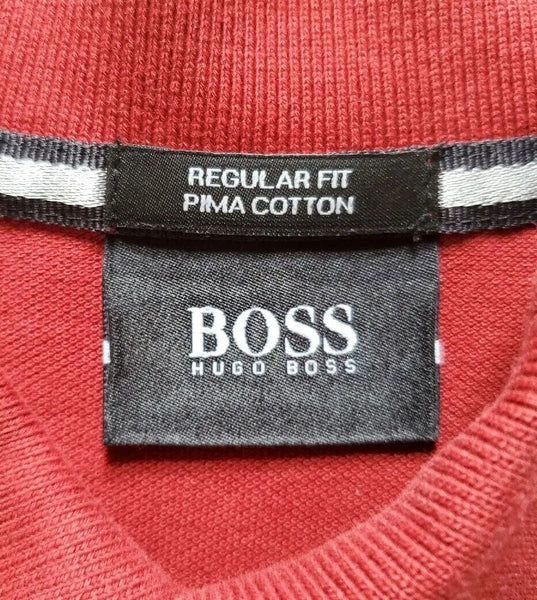 REGULAR FIT
PIMA COTTON
BOSS
HUGO BOSS